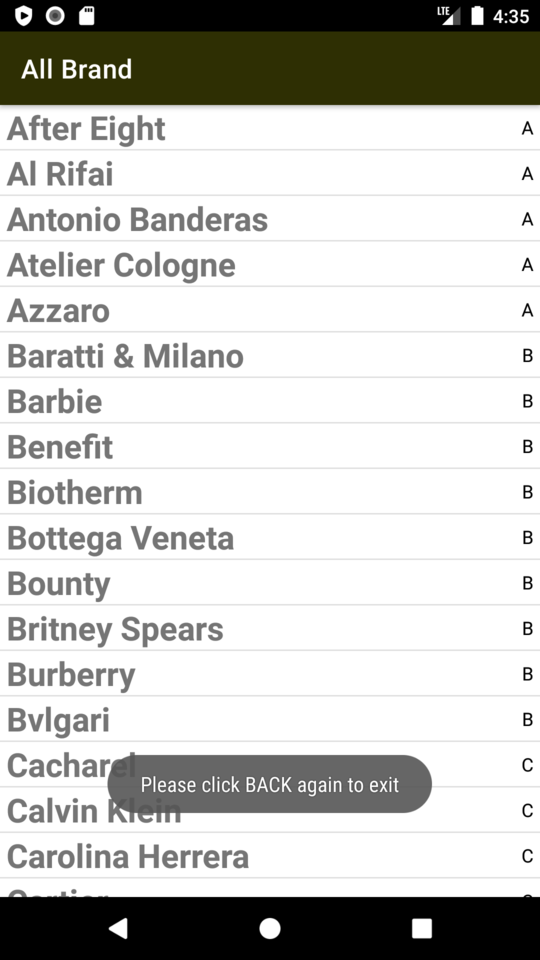 LTE 4:35
All Brand
After Eight A
Al Rifai A
Antonio Banderas A
Atelier Cologne A
Azzaro A
Baratti & Milano B
Barbie B
Benefit B
Biotherm B
Bottega Veneta B
Bounty B
Britney Spears B
Burberry B
Bvlgari B
Cacharel C
Please click BACK again to exit
Calvin Klein C
Carolina Herrera C
Cartier C